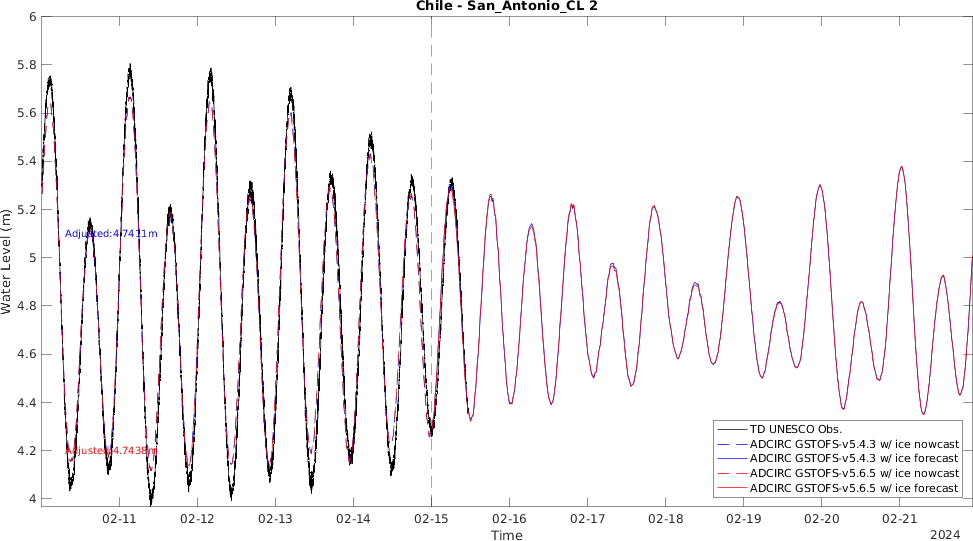 Chile - San_Antonio_CL 2
6
5.8
5.6
5.4
5.2
5
4.8
4.6
4.4
4.2
4
Water Level (m)
Adjusted:4.7411m
Adjusted:4.7438m
TD UNESCO Obs.
ADCIRC GSTOFS-v5.4.3 w/ ice nowcast
ADCIRC GSTOFS-v5.4.3 w/ ice forecast
ADCIRC GSTOFS-v5.6.5 w/ ice nowcast
ADCIRC GSTOFS-v5.6.5 w/ ice forecast
02-11 02-12 02-13 02-14 02-15 02-16 02-17 02-18 02-19 02-20 02-21
Time
2024